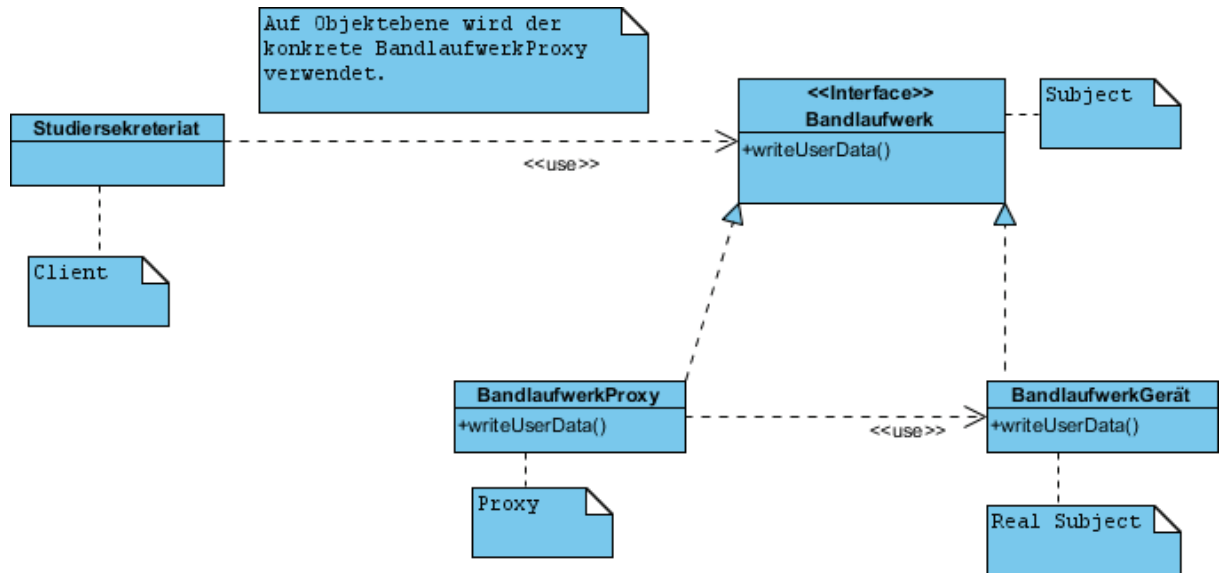 Auf Objektebene wird der
konkrete BandlaufwerkProxy
verwendet.
<<Interface>>
Bandlaufwerk
+writeUserData()
Subject
Studiersekreteriat
<<use>>
Client
BandlaufwerkProxy
+writeUserData()
<<use>>
BandlaufwerkGerät
+writeUserData()
Proxy
Real Subject